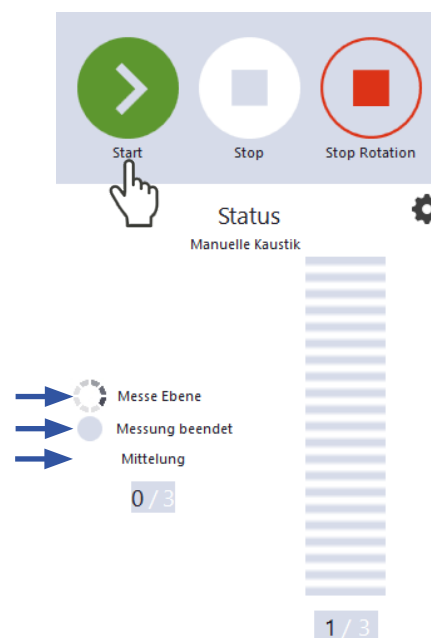 Start Stop Stop Rotation
Status
Manuelle Kaustik
Messe Ebene
Messung beendet
Mittelung
0 / 3
1 / 3